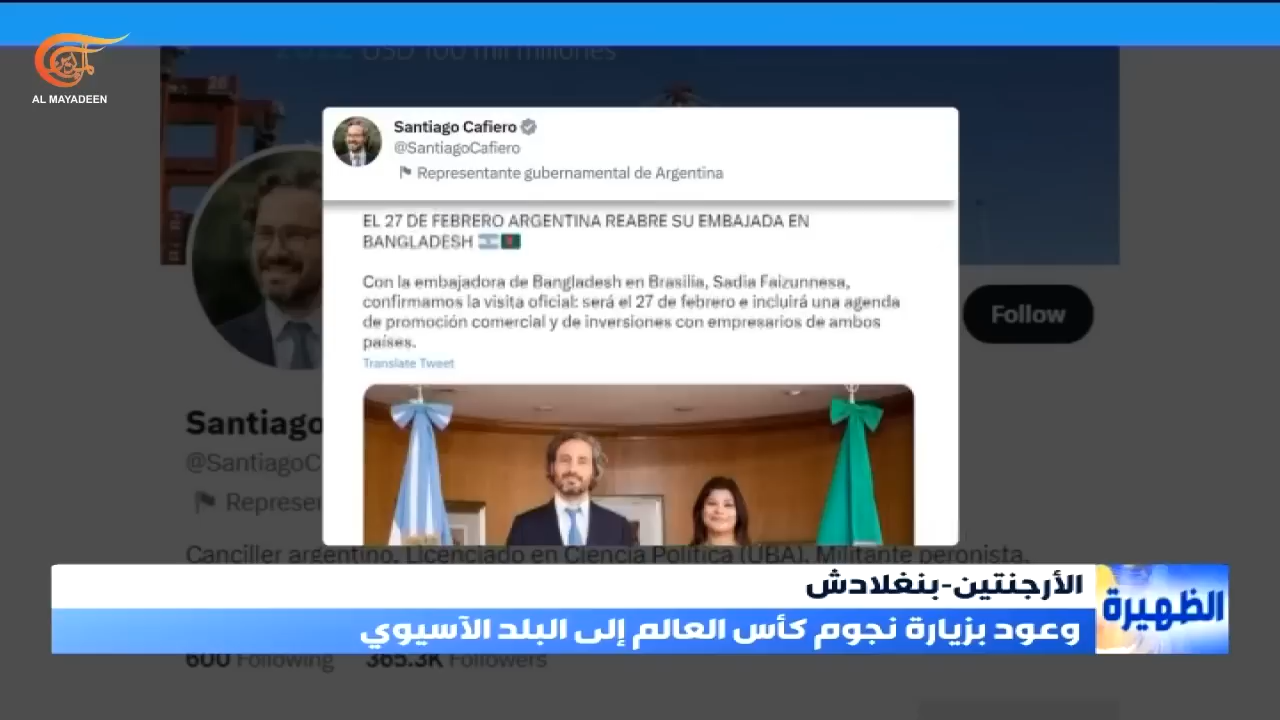 2022 USD 100 mil millones
AL MAYADEEN
Santiago Cafiero
@SantiagoCafiero
Representante gubernamental de Argentina
EL 27 DE FEBRERO ARGENTINA REABRE SU EMBAJADA EN
BANGLADESH
Con la embajadora de Bangladesh en Brasilia, Sadia Faizunnesa,
confirmamos la visita oficial: será el 27 de febrero e incluirá una agenda
de promoción comercial y de inversiones con empresarios de ambos
países.
Translate Tweet
Follow
Santiago
@SantiagoC
Represen
Canciller argentino. Licenciado en Ciencia Política (UBA). Militante peronista.
الأرجنتين-بنغلادش
الظهيرة
وعود بزيارة نجوم كأس العالم إلى البلد الآسيوي
600 Following 365.3K Followers